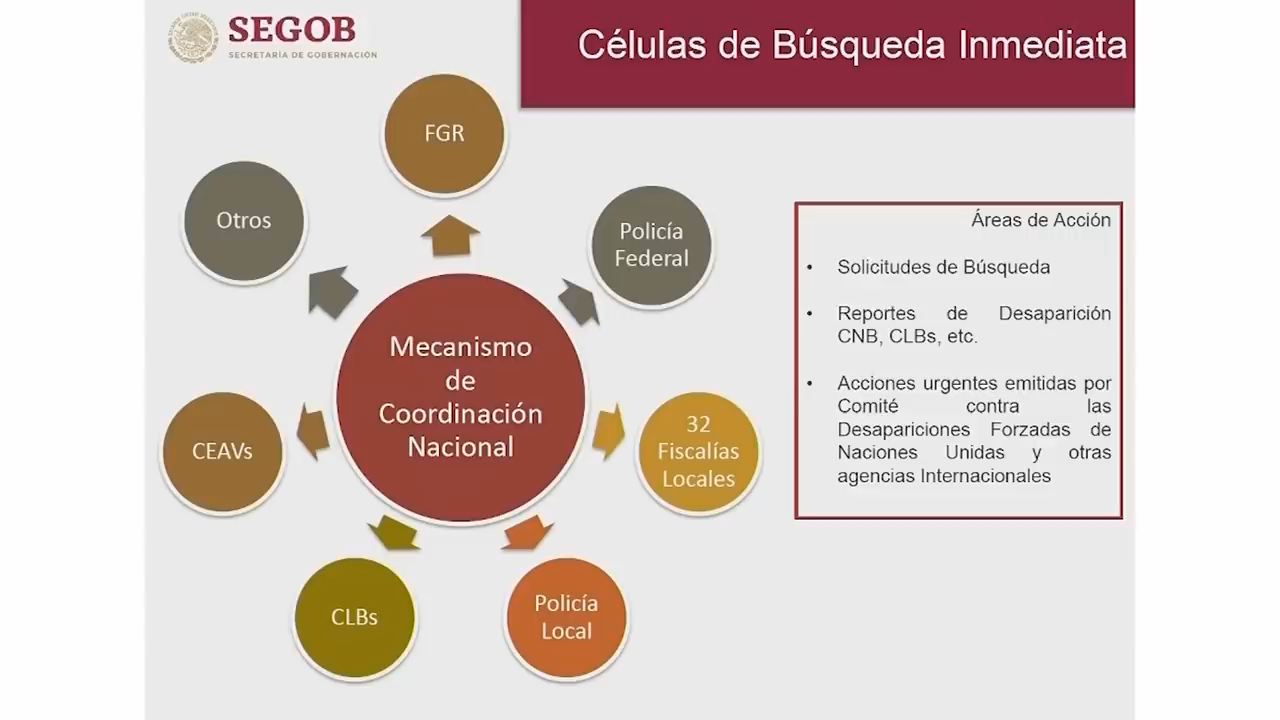 SEGOB
SECRETARÍA DE GOBERNACIÓN
Células de Búsqueda Inmediata
FGR
Otros
Policía
Federal
Mecanismo
de
Coordinación
Nacional
CEAVs
32
Fiscalías
Locales
CLBs
Policía
Local
Áreas de Acción
• Solicitudes de Búsqueda
• Reportes de Desaparición
CNB, CLBs, etc.
• Acciones urgentes emitidas por
Comité contra las
Desapariciones Forzadas de
Naciones Unidas y otras
agencias Internacionales